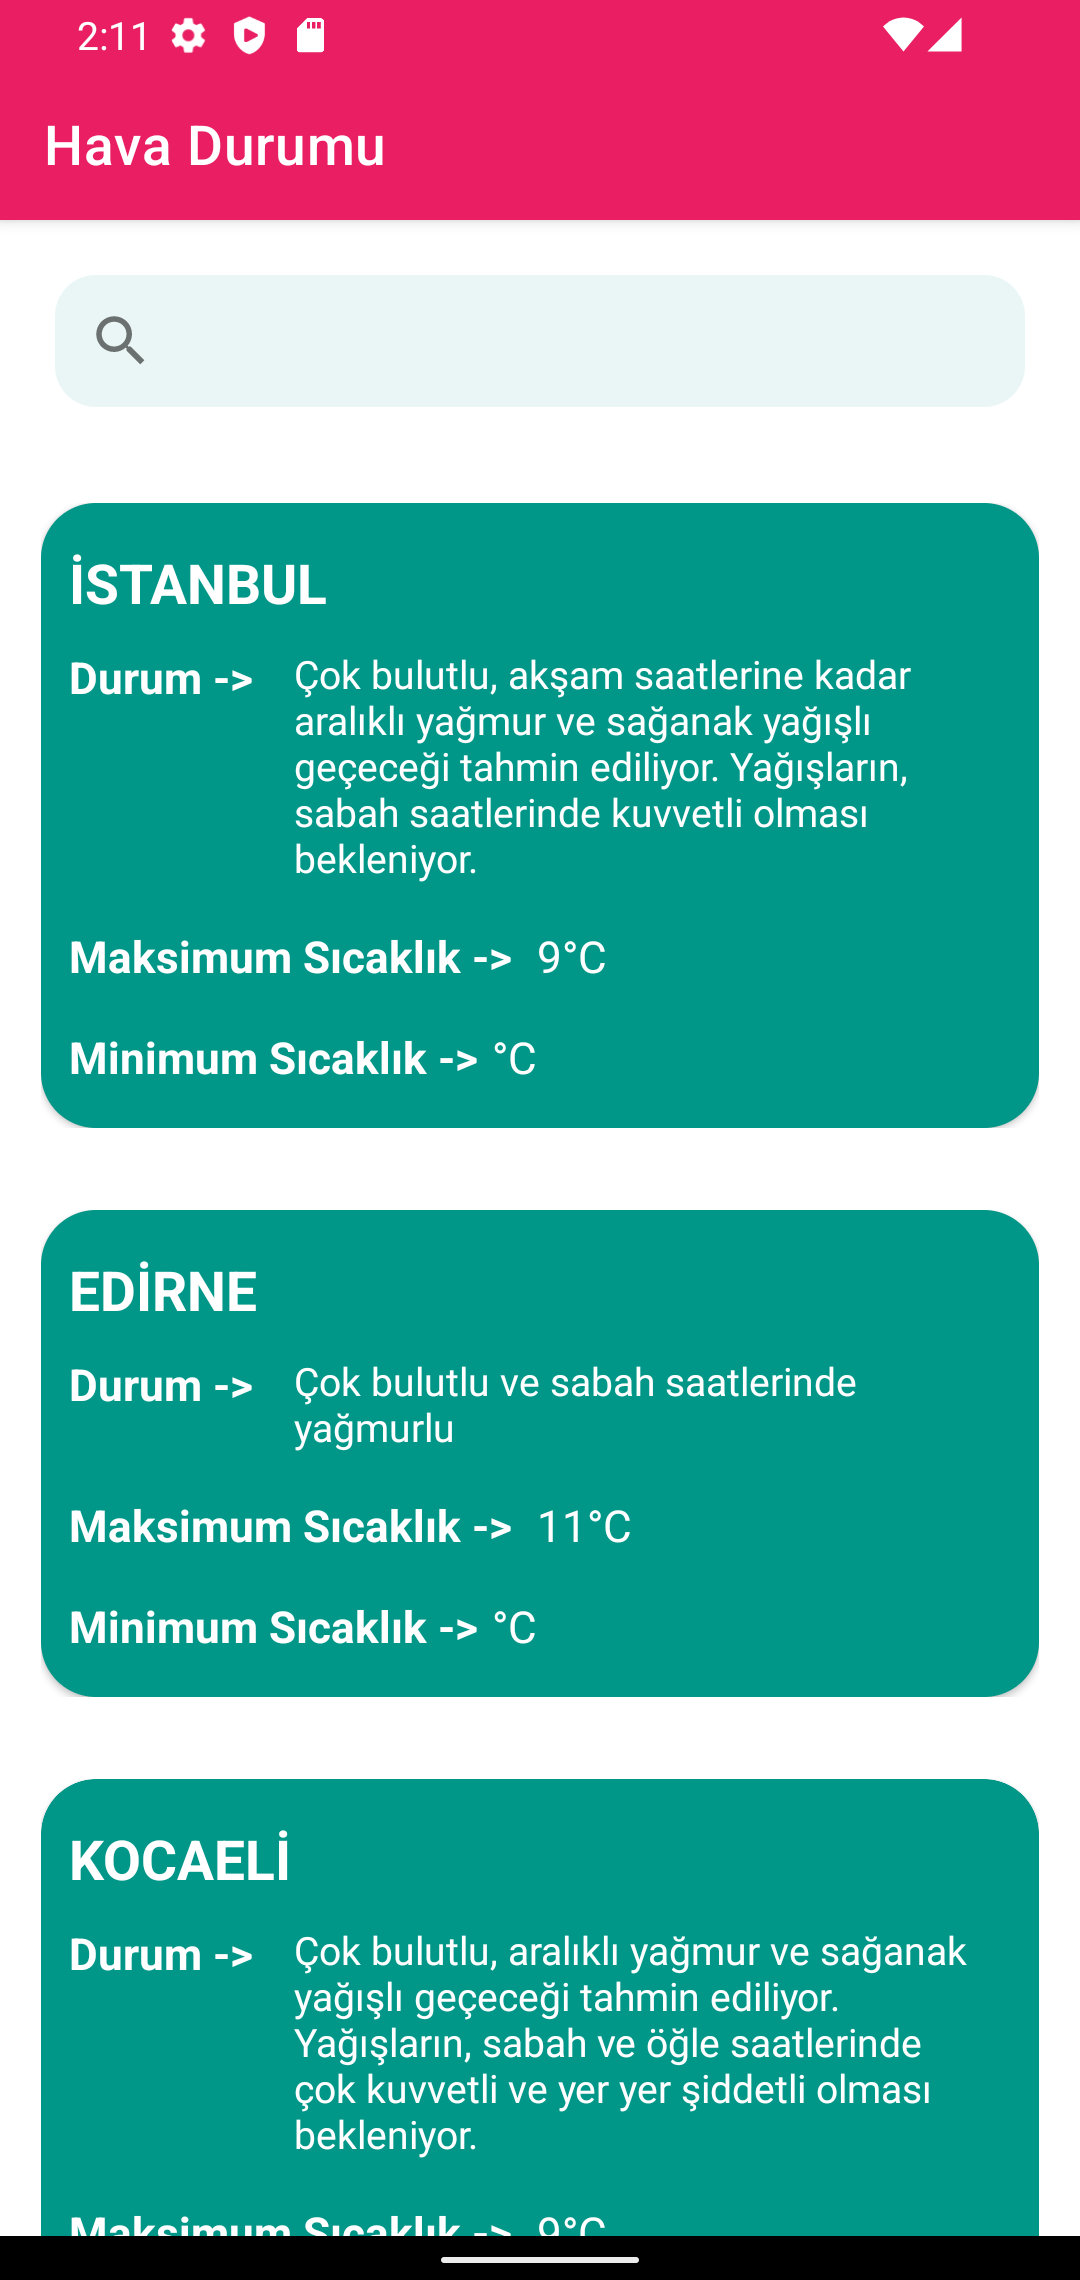 2:11
Hava Durumu
İSTANBUL
Durum -> Çok bulutlu, akşam saatlerine kadar
aralıklı yağmur ve sağanak yağışlı
geçeceği tahmin ediliyor. Yağışların,
sabah saatlerinde kuvvetli olması
bekleniyor.
Maksimum Sıcaklık -> 9°C
Minimum Sıcaklık -> °C
EDİRNE
Durum -> Çok bulutlu ve sabah saatlerinde
yağmurlu
Maksimum Sıcaklık -> 11°C
Minimum Sıcaklık -> °C
KOCAELİ
Durum -> Çok bulutlu, aralıklı yağmur ve sağanak
yağışlı geçeceği tahmin ediliyor.
Yağışların, sabah ve öğle saatlerinde
çok kuvvetli ve yer yer şiddetli olması
bekleniyor.
Maksimum Sıcaklık -> 9°C